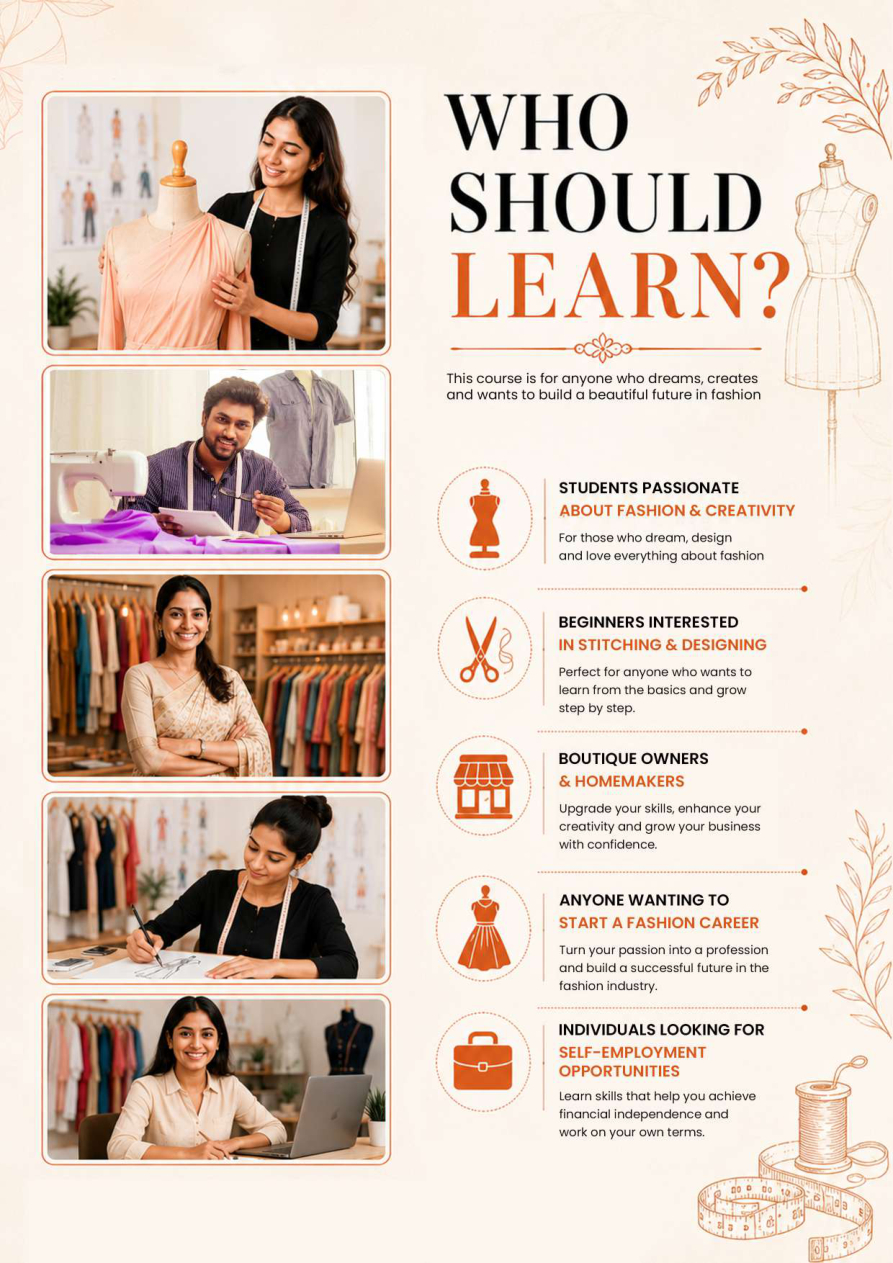 WHO
SHOULD
LEARN?
This course is for anyone who dreams, creates
and wants to build a beautiful future in fashion
STUDENTS PASSIONATE
ABOUT FASHION & CREATIVITY
For those who dream, design
and love everything about fashion
BEGINNERS INTERESTED
IN STITCHING & DESIGNING
Perfect for anyone who wants to
learn from the basics and grow
step by step.
BOUTIQUE OWNERS
& HOMEMAKERS
Upgrade your skills, enhance your
creativity and grow your business
with confidence.
ANYONE WANTING TO
START A FASHION CAREER
Turn your passion into a profession
and build a successful future in the
fashion industry.
INDIVIDUALS LOOKING FOR
SELF-EMPLOYMENT
OPPORTUNITIES
Learn skills that help you achieve
financial independence and
work on your own terms.